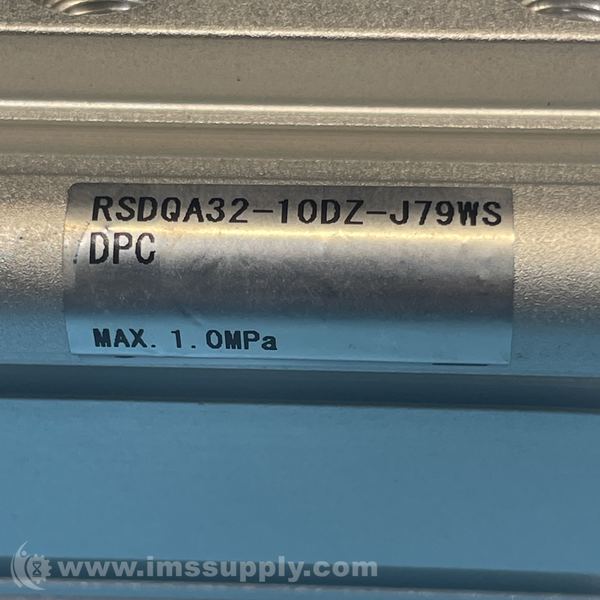 RSDQA32-10DZ-J79WS
DPC
MAX. 1.0MPa
www.imssupply.com